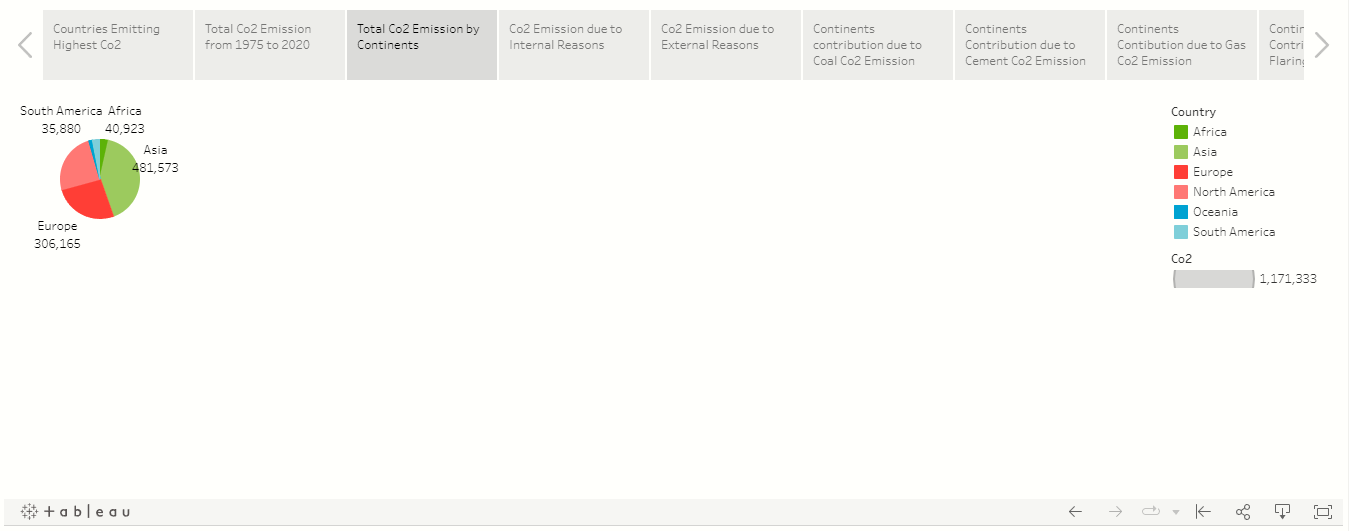 Countries Emitting
Highest Co2
Total Co2 Emission
from 1975 to 2020
Total Co2 Emission by
Continents
Co2 Emission due to
Internal Reasons
Co2 Emission due to
External Reasons
Continents
contribution due to
Coal Co2 Emission
Continents
Contribution due to
Cement Co2 Emission
Continents
Contibution due to Gas
Co2 Emission
South America
35,880
Africa
40,923
Asia
481,573
Europe
306,165
Country
Africa
Asia
Europe
North America
Oceania
South America
Co2
1,171,333
+ableau